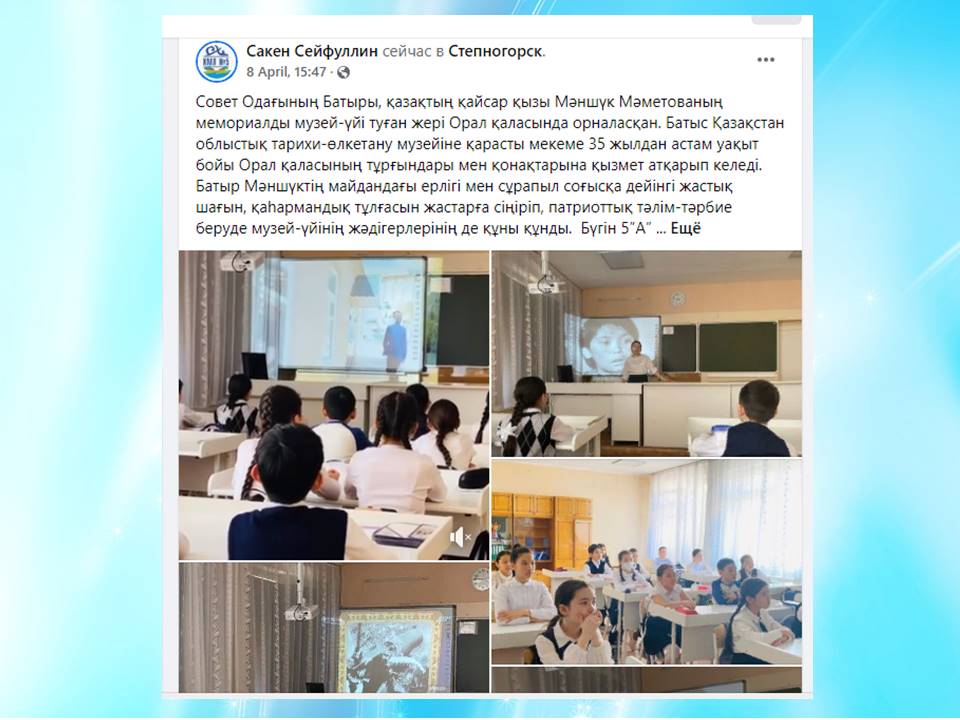 Сакен Сейфуллин сейчас в Степногорск.
8 April, 15:47 ·
Совет Одағының Батыры, қазақтың қайсар қызы Мәншүк Мәметованың
мемориалды музей-үйі туған жері Орал қаласында орналасқан. Батыс Қазақстан
облыстық тарихи-өлкетану музейіне қарасты мекеме 35 жылдан астам уақыт
бойы Орал қаласының тұрғындары мен қонақтарына қызмет атқарып келеді.
Батыр Мәншүктің майдандағы ерлігі мен сұрапыл соғысқа дейінгі жастық
шағын, қаһармандық тұлғасын жастарға сіңіріп, патриоттық тәлім-тәрбие
беруде музей-үйінің жәдігерлерінің де құны құнды. Бүгін 5"А" ... Ещё